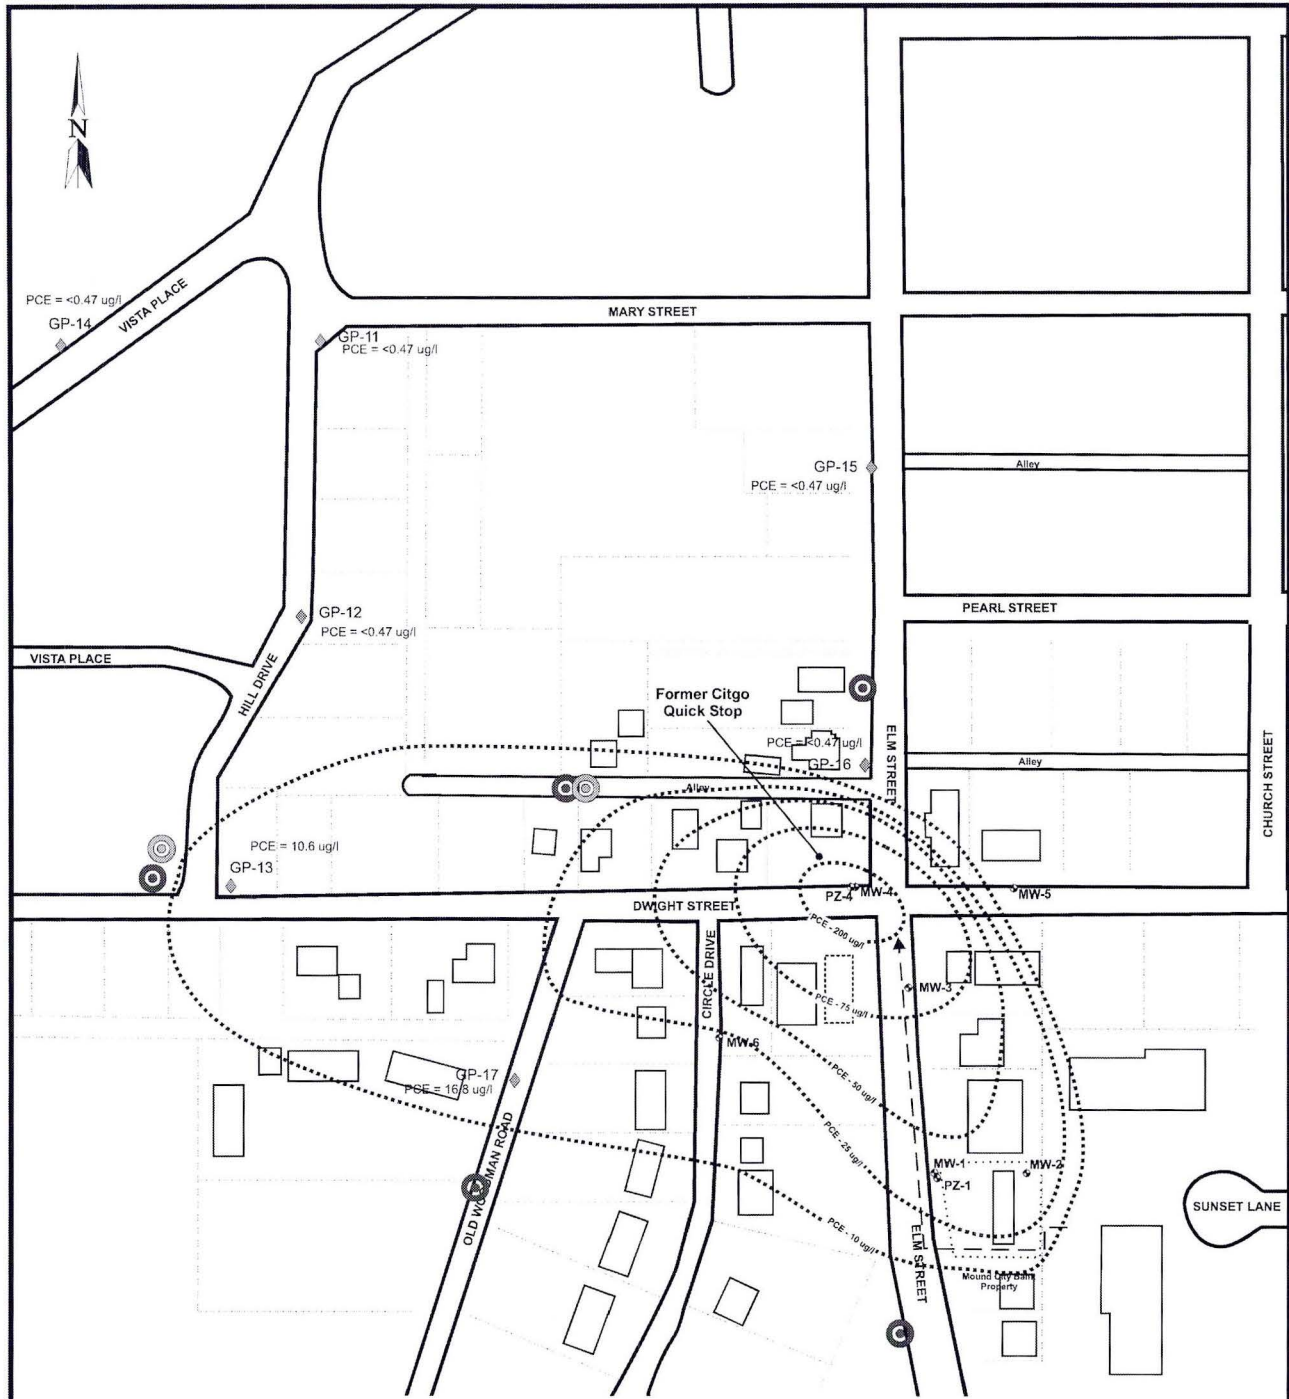 N
PCE = <0.47 ug/l
GP-14
VISTA PLACE
MARY STREET
GP-11
PCE = <0.47 ug/l
GP-15
PCE = <0.47 ug/l
Alley
GP-12
PCE = <0.47 ug/l
PEARL STREET
VISTA PLACE
HILL DRIVE
Former Citgo
Quick Stop
ELM STREET
PCE = <0.47 ug/l
GP-16
Alley
CHURCH STREET
Alley
PCE = 10.6 ug/l
GP-13
PZ-4
MW-4
MW-5
DWIGHT STREET
PCE - 200 ug/l
CIRCLE DRIVE
MW-3
PCE - 75 ug/l
MW-6
GP-17
PCE = 16.8 ug/l
PCE - 50 ug/l
OLD WOODSMAN ROAD
PCE - 25 ug/l
MW-1
PZ-1
MW-2
SUNSET LANE
PCE - 10 ug/l
ELM STREET
Mound City Bank
Property